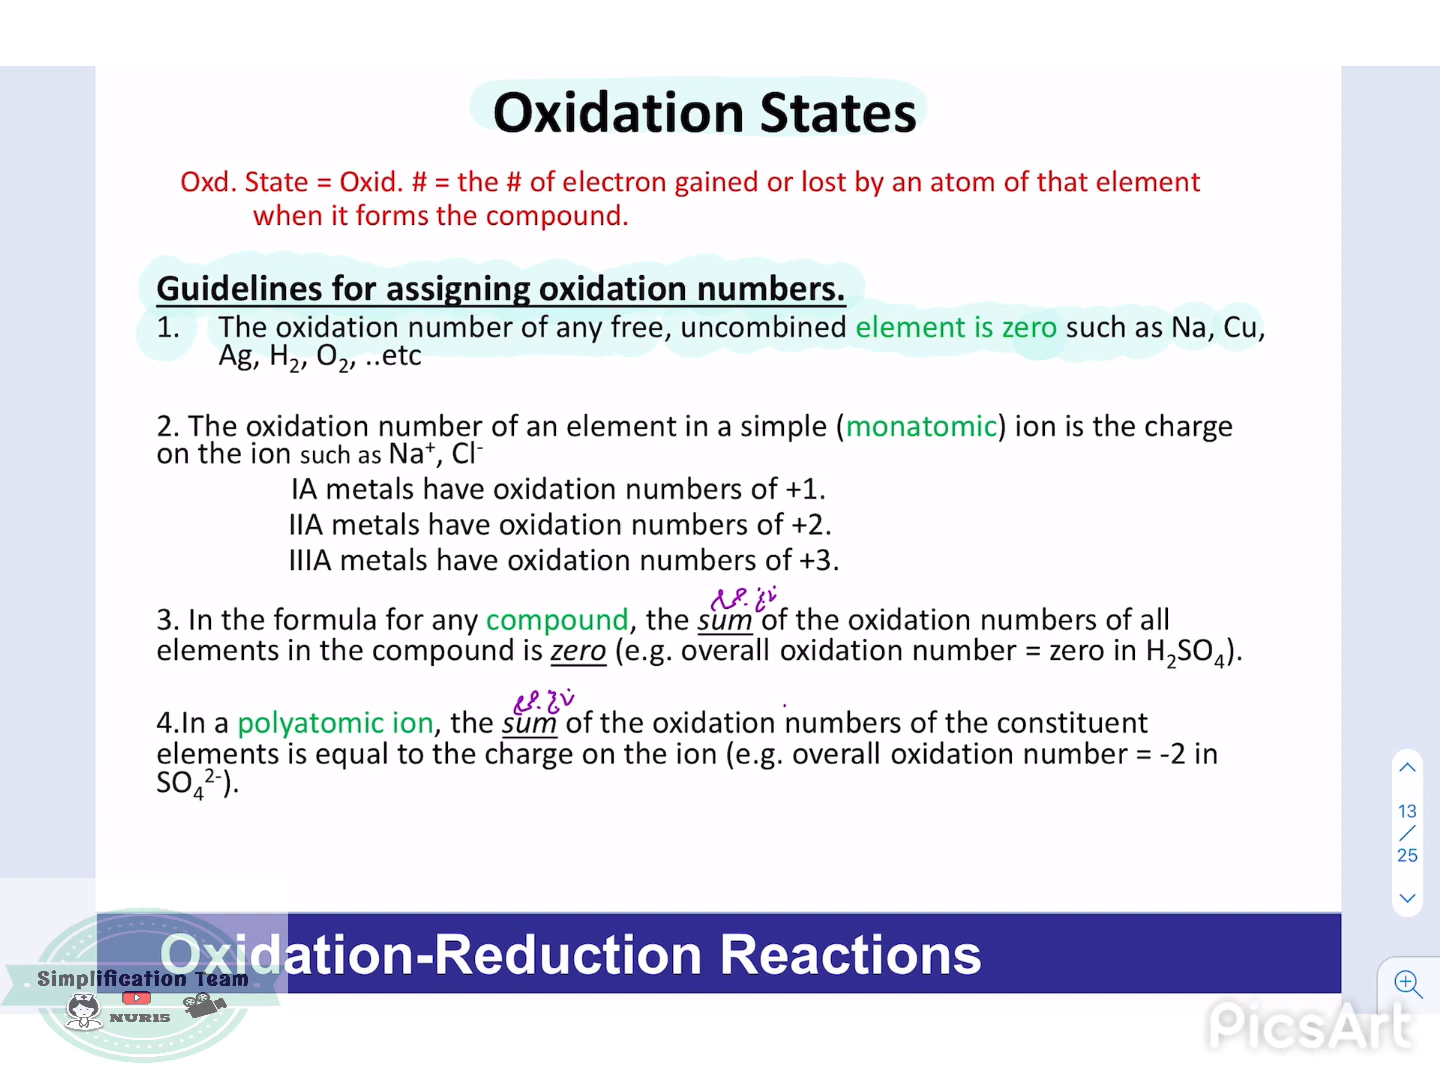 Oxidation States
Oxd. State = Oxid. # = the # of electron gained or lost by an atom of that element
when it forms the compound.
Guidelines for assigning oxidation numbers.
1. The oxidation number of any free, uncombined element is zero such as Na, Cu,
Ag, H₂, O₂, ..etc
2. The oxidation number of an element in a simple (monatomic) ion is the charge
on the ion such as Na⁺, Cl⁻
IA metals have oxidation numbers of +1.
IIA metals have oxidation numbers of +2.
IIIA metals have oxidation numbers of +3.
3. In the formula for any compound, the sum of the oxidation numbers of all
elements in the compound is zero (e.g. overall oxidation number = zero in H₂SO₄).
4.In a polyatomic ion, the sum of the oxidation numbers of the constituent
elements is equal to the charge on the ion (e.g. overall oxidation number = -2 in
SO₄²⁻).
13
/
25
Oxidation-Reduction Reactions
Simplification Team
NURIS
PicsArt